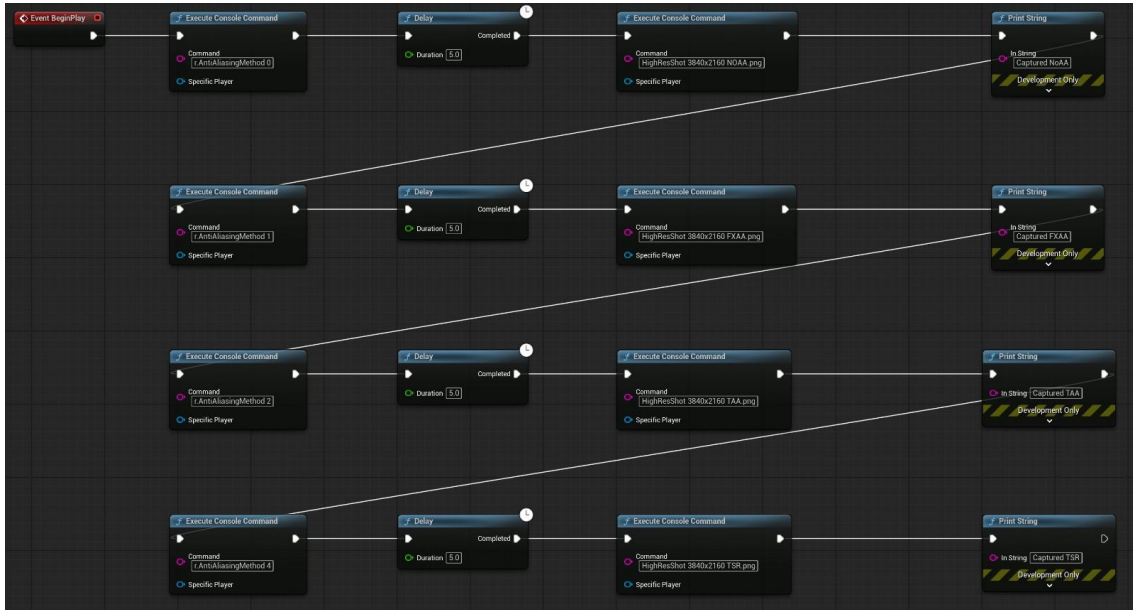 Event BeginPlay
f Execute Console Command
f Delay
f Execute Console Command
f Print String
Completed
Command
r.AntiAliasingMethod 0
Duration 5.0
Command
HighResShot 3840x2160 NOAA.png
In String
Captured NoAA
Specific Player
Specific Player
Development Only
f Execute Console Command
f Delay
f Execute Console Command
f Print String
Completed
Command
r.AntiAliasingMethod 1
Duration 5.0
Command
HighResShot 3840x2160 FXAA.png
In String
Captured FXAA
Specific Player
Specific Player
Development Only
f Execute Console Command
f Delay
f Execute Console Command
f Print String
Completed
Command
r.AntiAliasingMethod 2
Duration 5.0
Command
HighResShot 3840x2160 TAA.png
In String Captured TAA
Specific Player
Specific Player
Development Only
f Execute Console Command
f Delay
f Execute Console Command
f Print String
Completed
Command
r.AntiAliasingMethod 4
Duration 5.0
Command
HighResShot 3840x2160 TSR.png
In String Captured TSR
Specific Player
Specific Player
Development Only